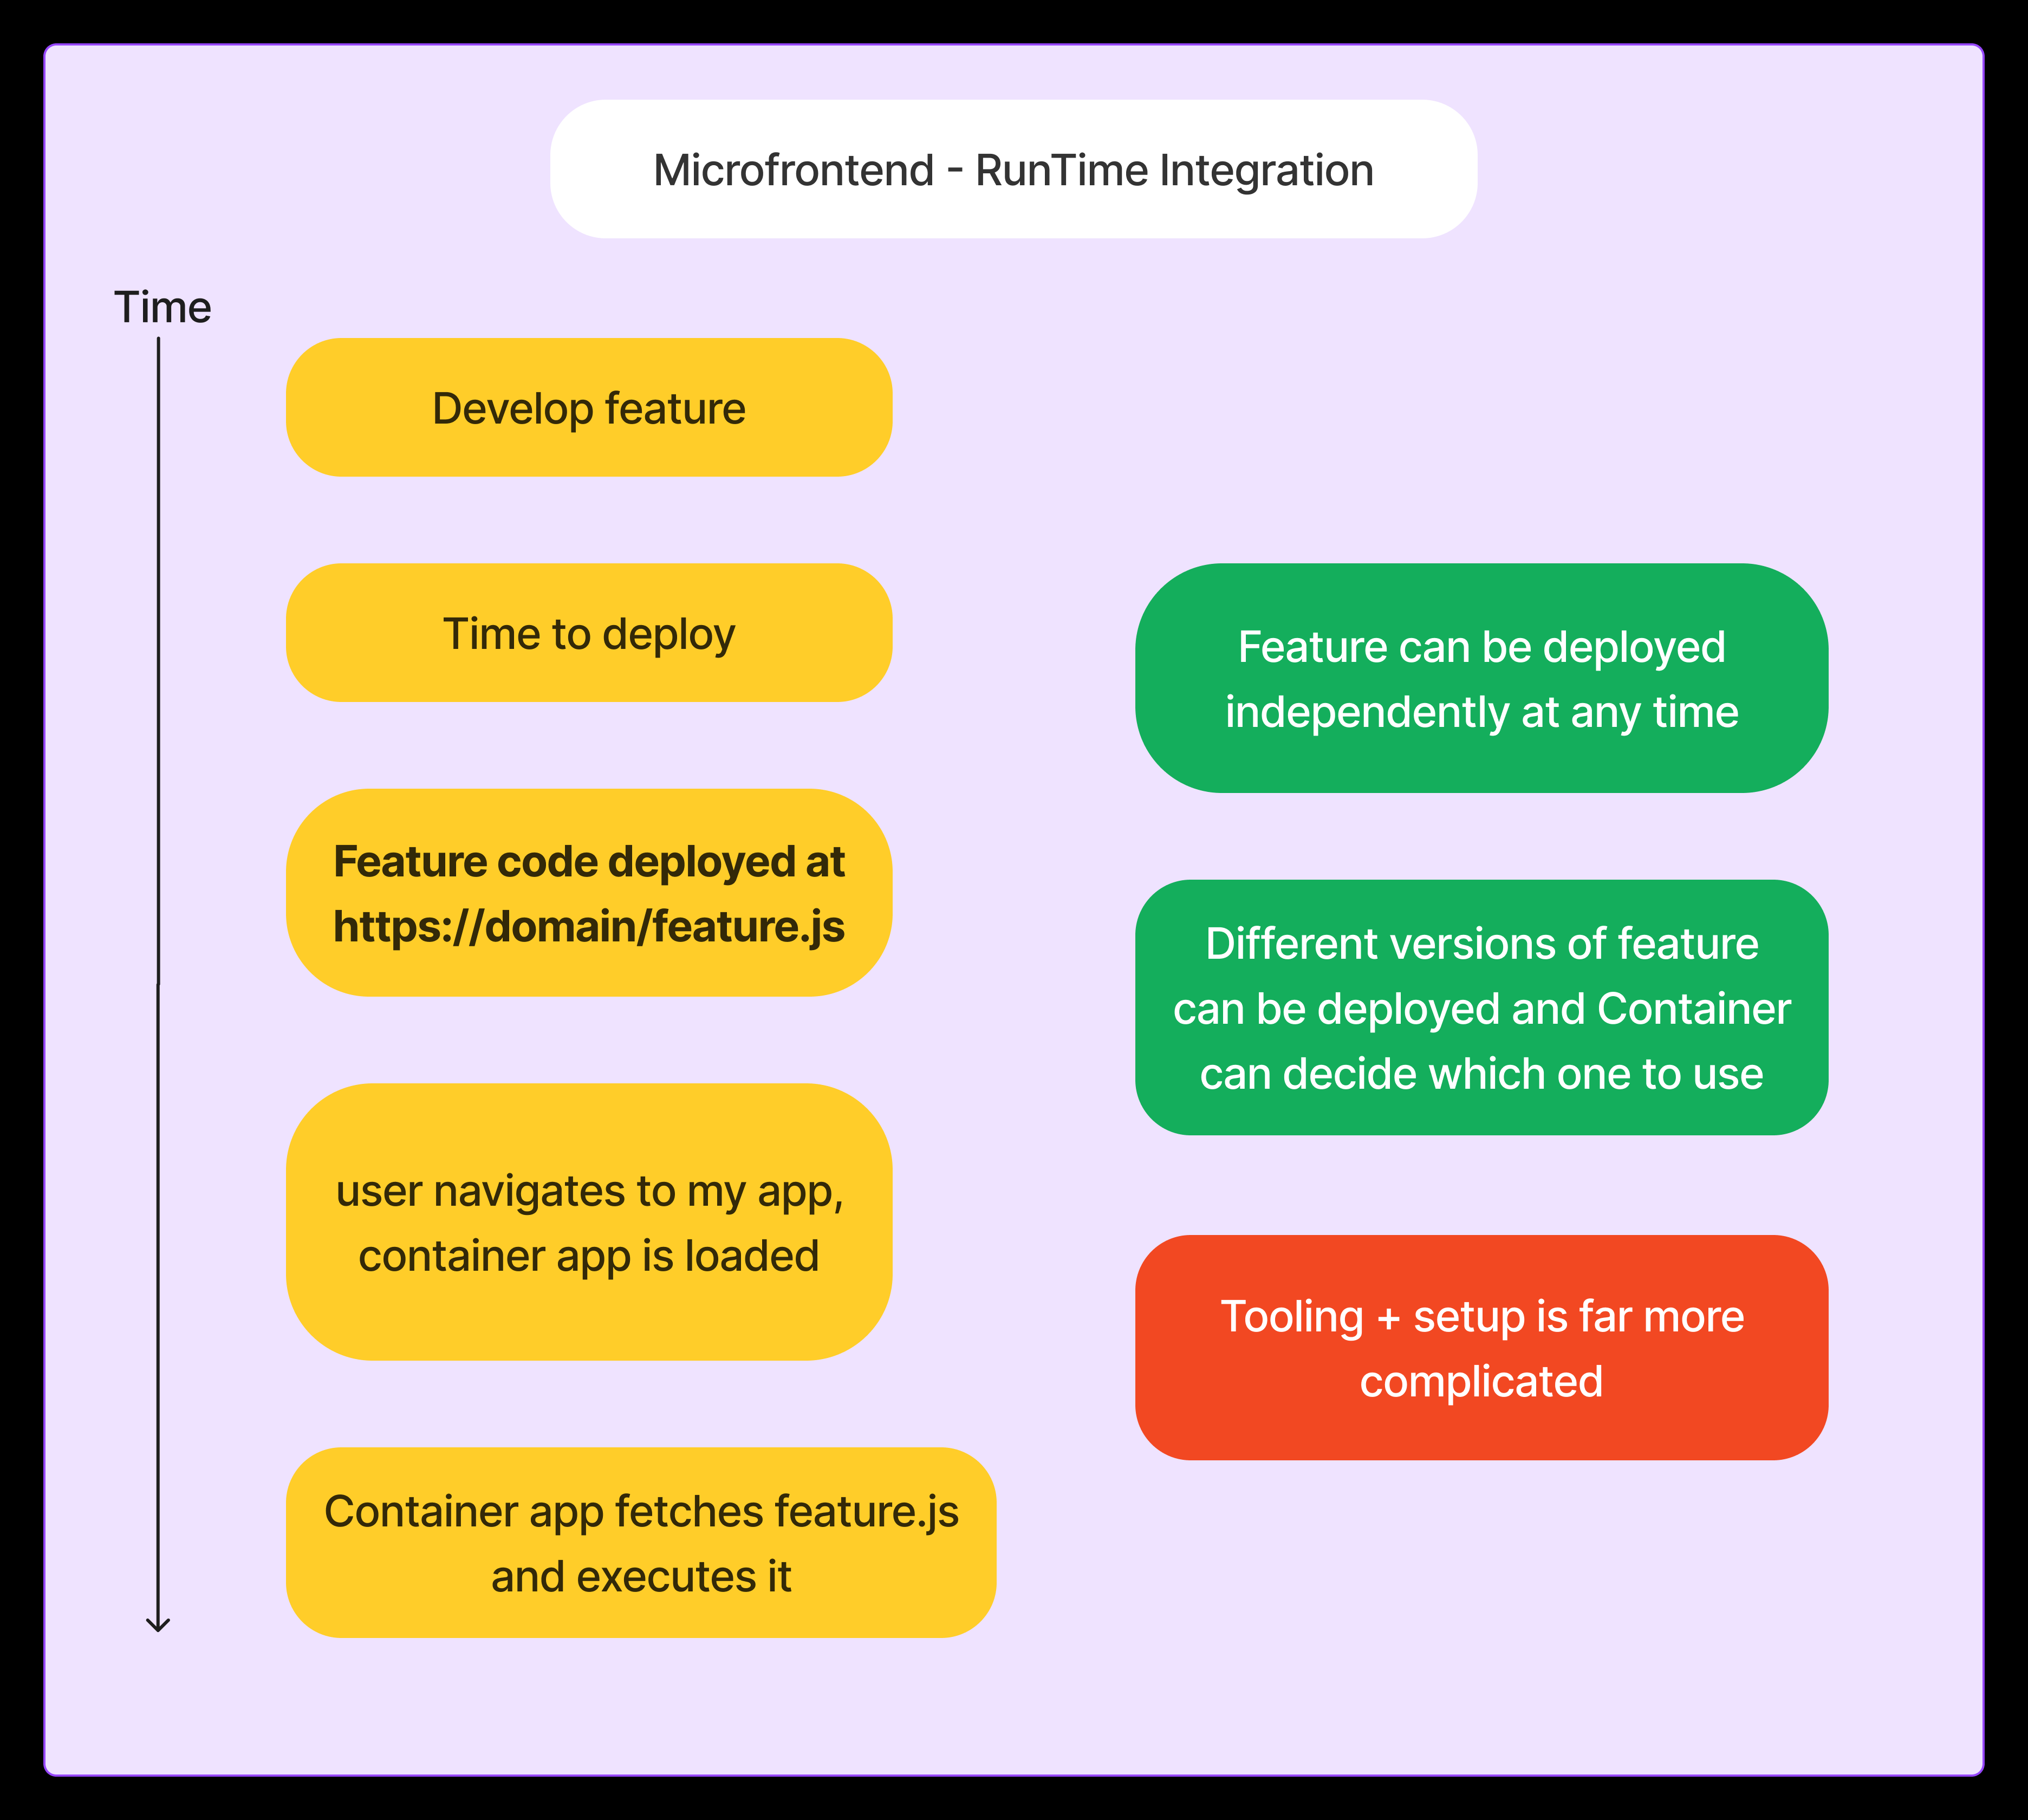 Microfrontend - RunTime Integration
Time
Develop feature
Time to deploy
Feature code deployed at
https://domain/feature.js
user navigates to my app,
container app is loaded
Container app fetches feature.js
and executes it
Feature can be deployed
independently at any time
Different versions of feature
can be deployed and Container
can decide which one to use
Tooling + setup is far more
complicated